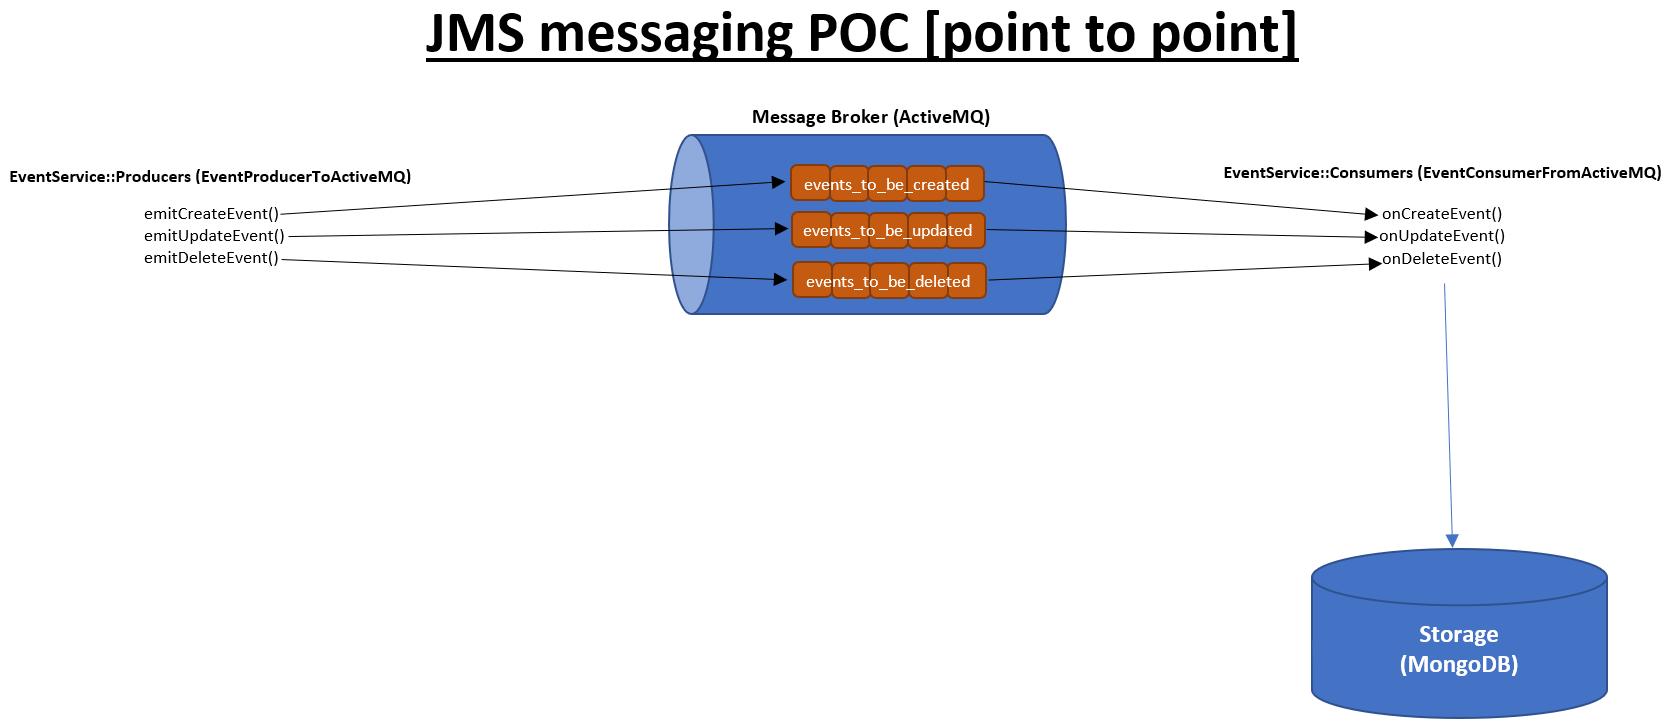 JMS messaging POC [point to point]
Message Broker (ActiveMQ)
EventService::Producers (EventProducerToActiveMQ)
emitCreateEvent()
emitUpdateEvent()
emitDeleteEvent()
events_to_be_created
events_to_be_updated
events_to_be_deleted
EventService::Consumers (EventConsumerFromActiveMQ)
onCreateEvent()
onUpdateEvent()
onDeleteEvent()
Storage
(MongoDB)